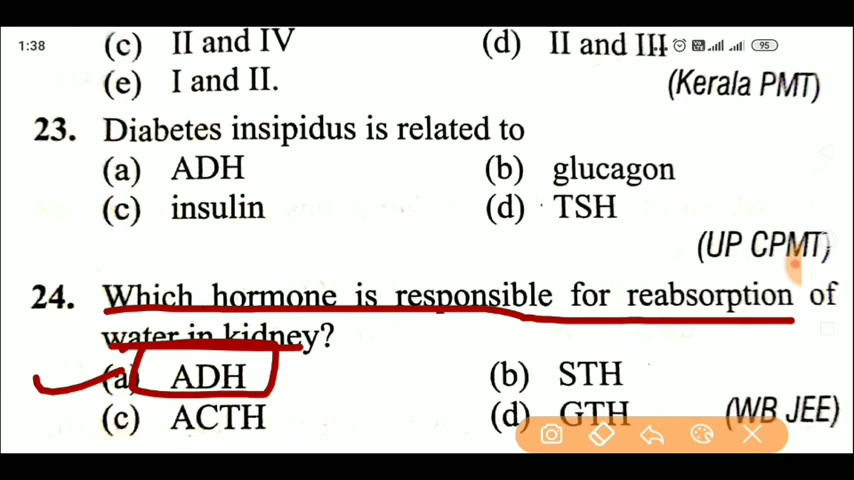 1:38
95
(c) II and IV (d) II and III
(e) I and II. (Kerala PMT)
23. Diabetes insipidus is related to
(a) ADH (b) glucagon
(c) insulin (d) TSH
(UP CPMT)
24. Which hormone is responsible for reabsorption of
water in kidney?
(a) ADH (b) STH
(c) ACTH (d) GTH (WB JEE)